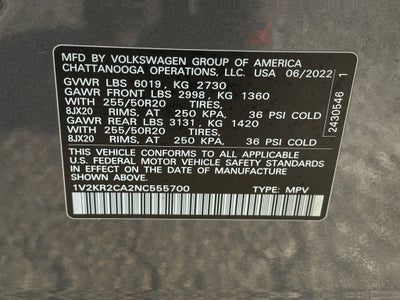 MFD BY VOLKSWAGEN GROUP OF AMERICA
CHATTANOOGA OPERATIONS, LLC. USA 06/2022
GVWR LBS 6019, KG 2730
GAWR FRONT LBS 2998, KG 1360
WITH 255/50R20 TIRES,
8JX20 RIMS, AT 250 KPA, 36 PSI COLD
GAWR REAR LBS 3131, KG 1420
WITH 255/50R20 TIRES,
8JX20 RIMS, AT 250 KPA, 36 PSI COLD
THIS VEHICLE CONFORMS TO ALL APPLICABLE
U.S. FEDERAL MOTOR VEHICLE SAFETY STANDARDS
IN EFFECT ON THE DATE OF MANUFACTURE
SHOWN ABOVE
1V2KR2CA2NC555700 TYPE: MPV
2430546 1